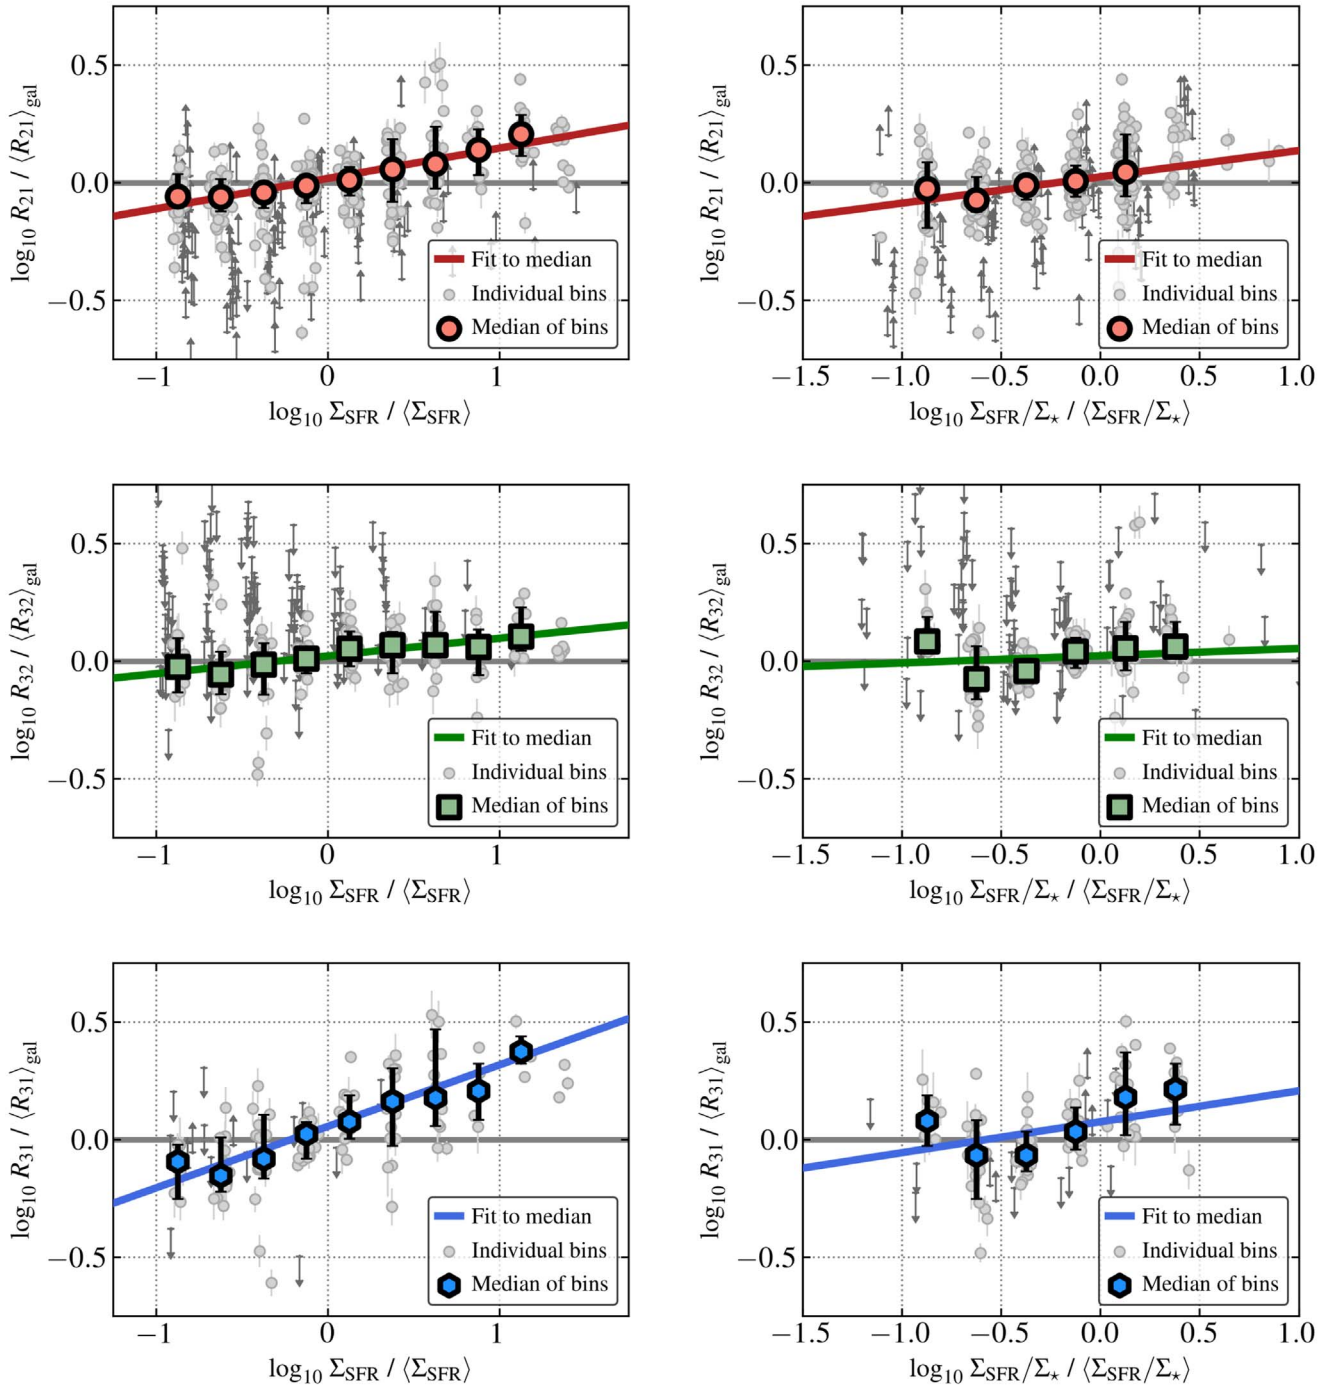 0.5
0.0
−0.5
log₁₀ R₂₁ / ⟨R₂₁⟩gal
Fit to median
Individual bins
Median of bins
−1 0 1
log₁₀ ΣSFR / ⟨ΣSFR⟩
0.5
0.0
−0.5
log₁₀ R₂₁ / ⟨R₂₁⟩gal
Fit to median
Individual bins
Median of bins
−1.5 −1.0 −0.5 0.0 0.5 1.0
log₁₀ ΣSFR/Σ⋆ / ⟨ΣSFR/Σ⋆⟩
0.5
0.0
−0.5
log₁₀ R₃₂ / ⟨R₃₂⟩gal
Fit to median
Individual bins
Median of bins
−1 0 1
log₁₀ ΣSFR / ⟨ΣSFR⟩
0.5
0.0
−0.5
log₁₀ R₃₂ / ⟨R₃₂⟩gal
Fit to median
Individual bins
Median of bins
−1.5 −1.0 −0.5 0.0 0.5 1.0
log₁₀ ΣSFR/Σ⋆ / ⟨ΣSFR/Σ⋆⟩
0.5
0.0
−0.5
log₁₀ R₃₁ / ⟨R₃₁⟩gal
Fit to median
Individual bins
Median of bins
−1 0 1
log₁₀ ΣSFR / ⟨ΣSFR⟩
0.5
0.0
−0.5
log₁₀ R₃₁ / ⟨R₃₁⟩gal
Fit to median
Individual bins
Median of bins
−1.5 −1.0 −0.5 0.0 0.5 1.0
log₁₀ ΣSFR/Σ⋆ / ⟨ΣSFR/Σ⋆⟩